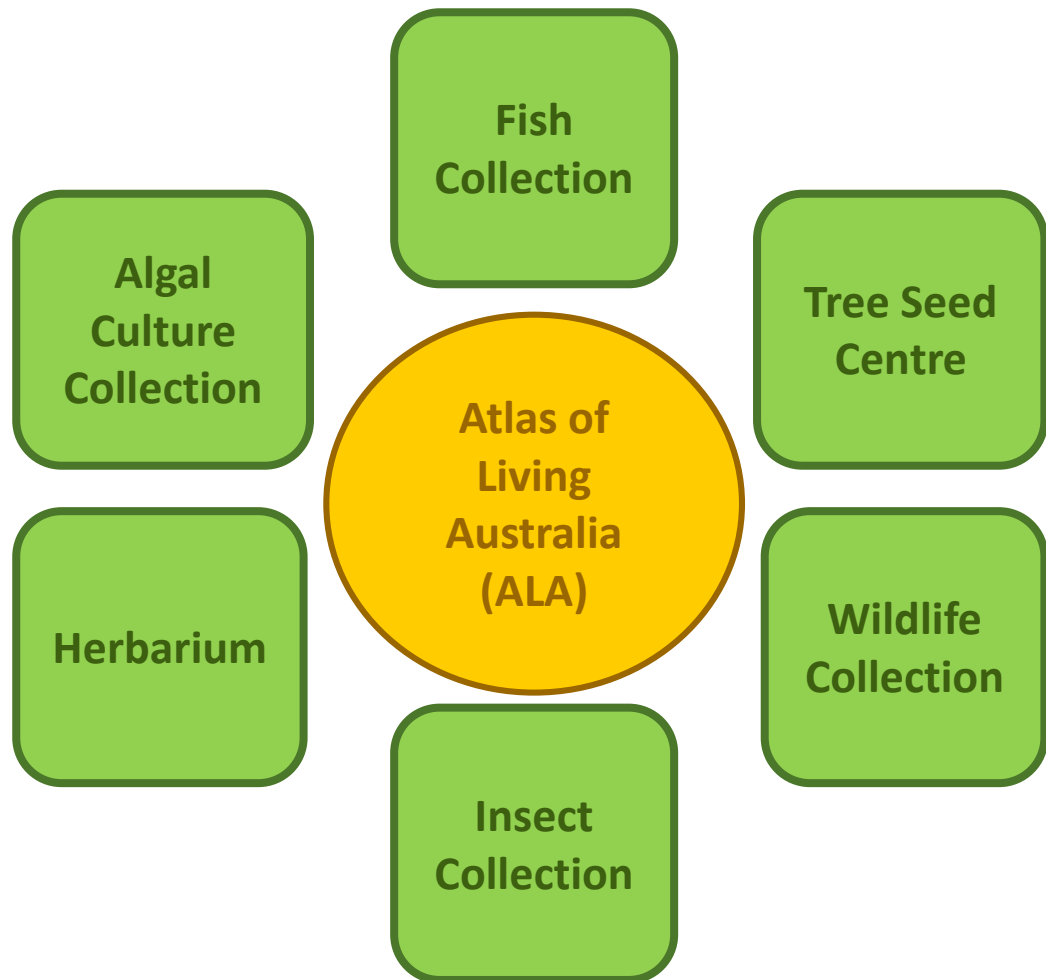 Fish
Collection
Algal
Culture
Collection
Tree Seed
Centre
Atlas of
Living
Australia
(ALA)
Herbarium
Wildlife
Collection
Insect
Collection